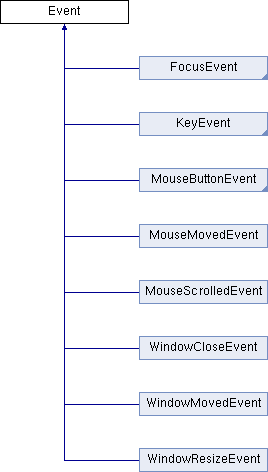 Event
FocusEvent
KeyEvent
MouseButtonEvent
MouseMovedEvent
MouseScrolledEvent
WindowCloseEvent
WindowMovedEvent
WindowResizeEvent